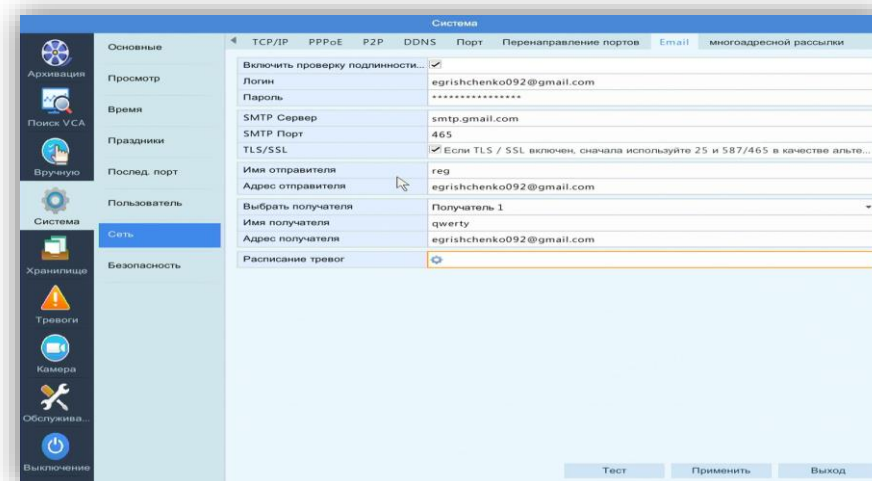 Система
TCP/IP PPPoE P2P DDNS Порт Перенаправление портов Email многоадресной рассылки
Архивация
Поиск VCA
Вручную
Система
Хранилище
Тревоги
Камера
Обслужива...
Выключение
Основные
Просмотр
Время
Праздники
Послед. порт
Пользователь
Сеть
Безопасность
Включить проверку подлинности...
Логин egrishchenko092@gmail.com
Пароль ****************
SMTP Сервер smtp.gmail.com
SMTP Порт 465
TLS/SSL Если TLS / SSL включен, сначала используйте 25 и 587/465 в качестве альте...
Имя отправителя reg
Адрес отправителя egrishchenko092@gmail.com
Выбрать получателя Получатель 1
Имя получателя qwerty
Адрес получателя egrishchenko092@gmail.com
Расписание тревог
Тест Применить Выход